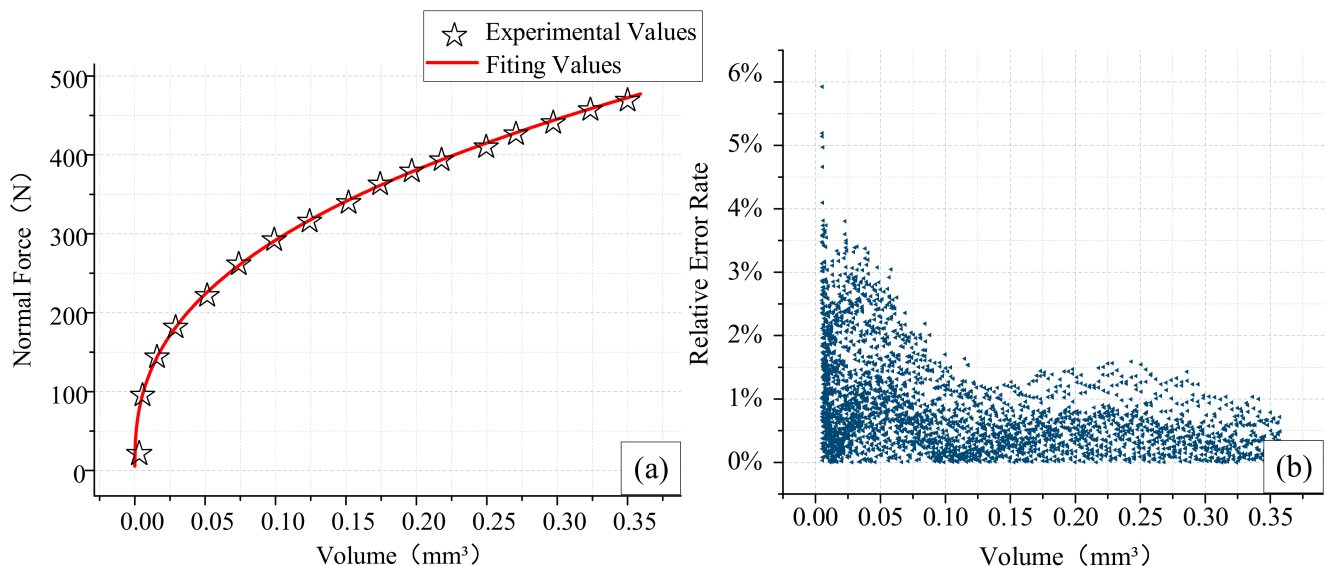 Experimental Values
Fiting Values
500
400
300
200
100
0
Normal Force（N）
0.00 0.05 0.10 0.15 0.20 0.25 0.30 0.35
Volume（mm³）
(a)
6%
5%
4%
3%
2%
1%
0%
Relative Error Rate
0.00 0.05 0.10 0.15 0.20 0.25 0.30 0.35
Volume（mm³）
(b)